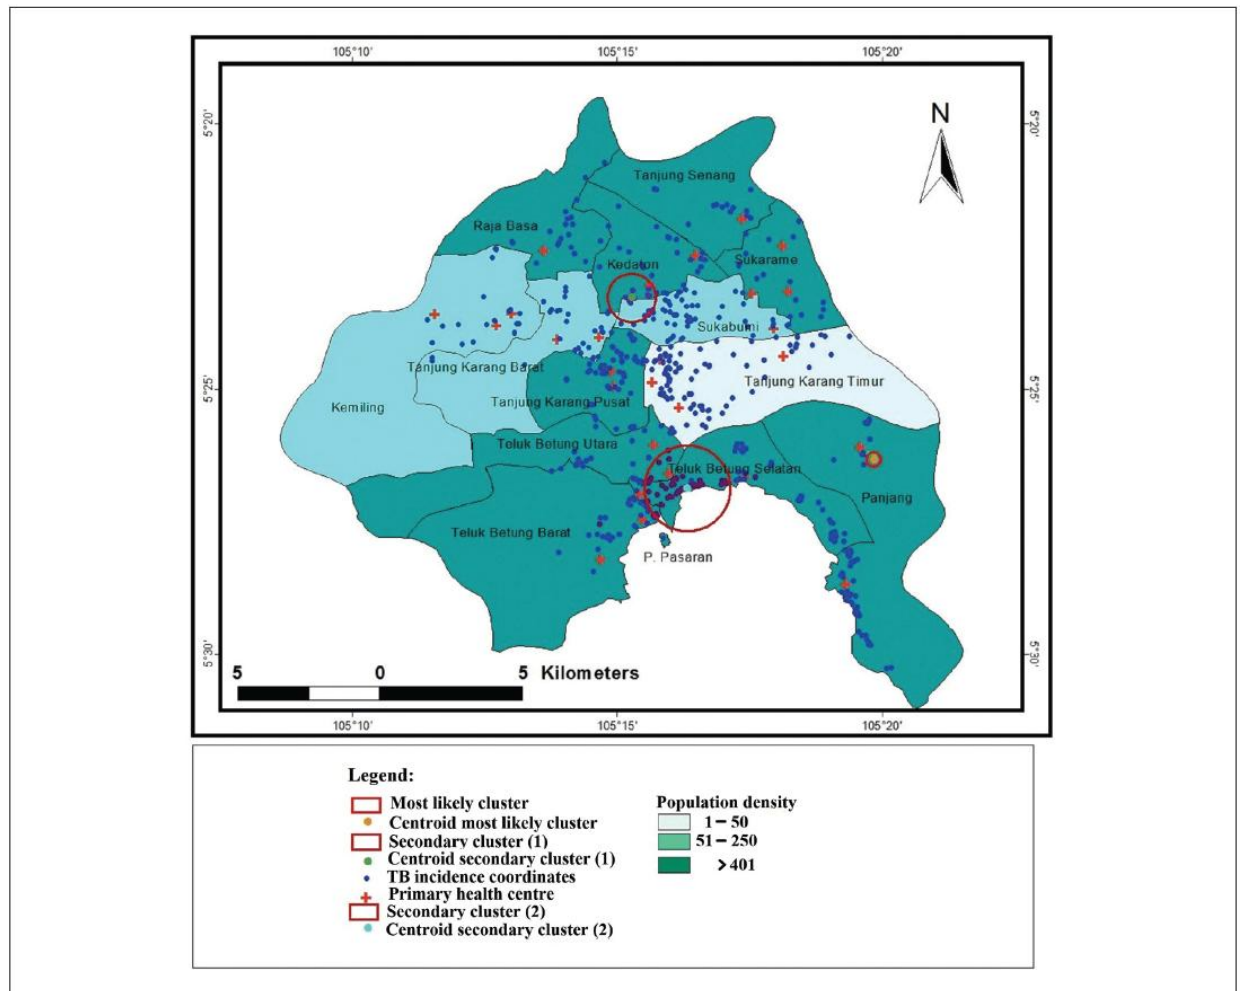 105°10' 105°15' 105°20'
N
5°20' 5°20'
Tanjung Senang
Raja Basa
Kedaton
Sukarame
Sukabumi
Tanjung Karang Barat
Tanjung Karang Timur
5°25' 5°25'
Kemiling
Tanjung Karang Pusat
Teluk Betung Utara
Teluk Betung Selatan
Panjang
Teluk Betung Barat
P. Pasaran
5°30' 5°30'
5 0 5 Kilometers
105°10' 105°15' 105°20'
Legend:
Most likely cluster
Centroid most likely cluster
Secondary cluster (1)
Centroid secondary cluster (1)
TB incidence coordinates
Primary health centre
Secondary cluster (2)
Centroid secondary cluster (2)
Population density
1 – 50
51 – 250
>401